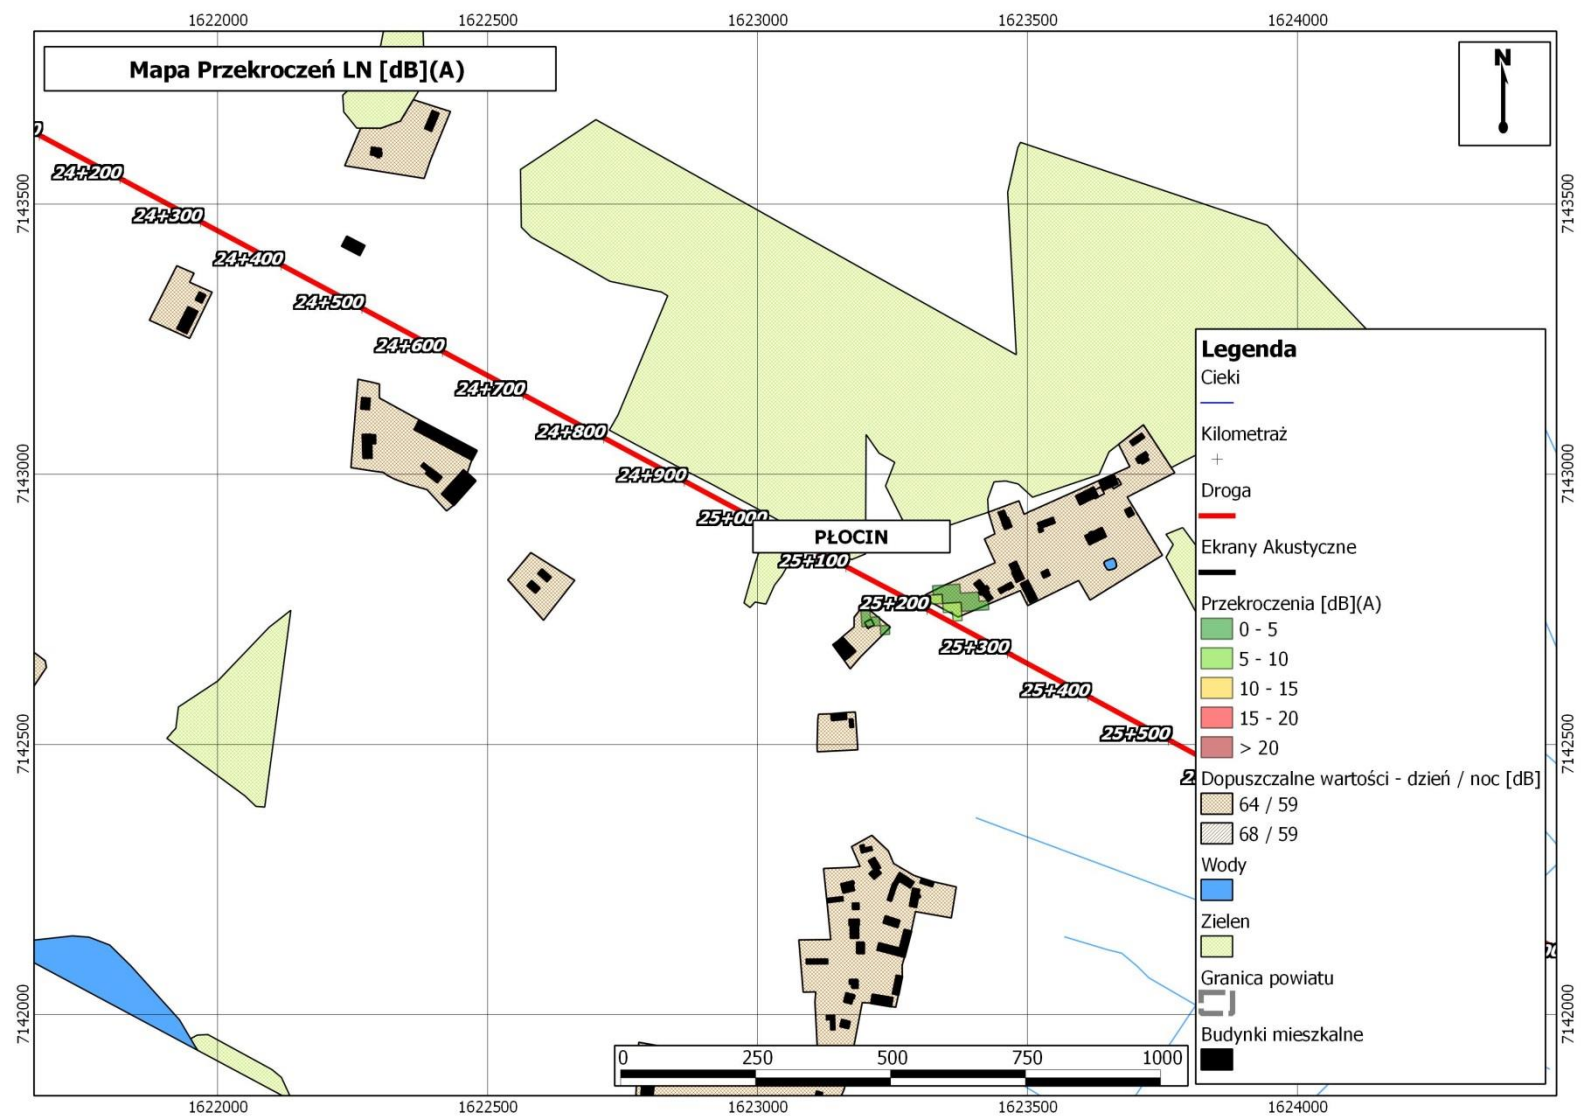 1622000 1622500 1623000 1623500 1624000
Mapa Przekroczeń LN [dB](A)
N
24+200
24+300
24+400
24+500
24+600
24+700
24+800
24+900
25+000
PŁOCIN
25+100
25+200
25+300
25+400
25+500
7143500
7143000
7142500
7142000
7143500
7143000
7142500
7142000
Legenda
Cieki
Kilometraż
Droga
Ekrany Akustyczne
Przekroczenia [dB](A)
0 - 5
5 - 10
10 - 15
15 - 20
> 20
Dopuszczalne wartości - dzień / noc [dB]
64 / 59
68 / 59
Wody
Zielen
Granica powiatu
Budynki mieszkalne
0 250 500 750 1000
1622000 1622500 1623000 1623500 1624000